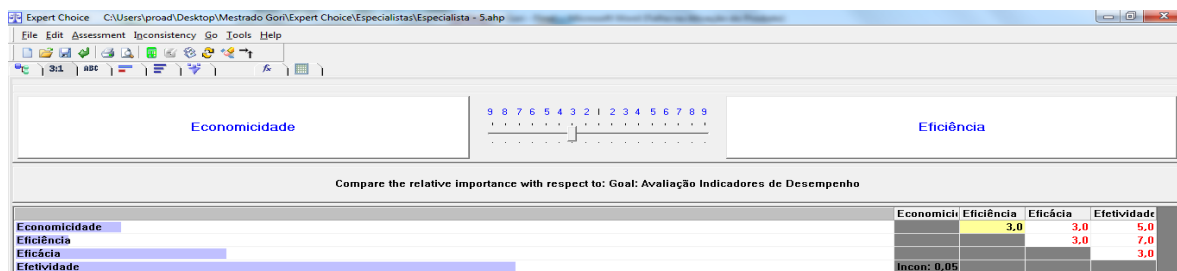 Expert Choice C:\Users\proad\Desktop\Mestrado Gori\Expert Choice\Especialistas\Especialista - 5.ahp
File Edit Assessment Inconsistency Go Tools Help
3:1 ABC
Economicidade
9 8 7 6 5 4 3 2 1 2 3 4 5 6 7 8 9
Eficiência
Compare the relative importance with respect to: Goal: Avaliação Indicadores de Desempenho
Economici Eficiência Eficácia Efetividade
Economicidade 3,0 3,0 5,0
Eficiência 3,0 7,0
Eficácia 3,0
Efetividade Incon: 0,05